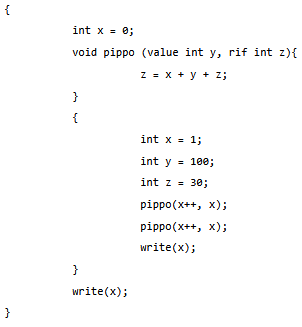 {
int x = 0;
void pippo (value int y, rif int z){
z = x + y + z;
}
{
int x = 1;
int y = 100;
int z = 30;
pippo(x++, x);
pippo(x++, x);
write(x);
}
write(x);
}